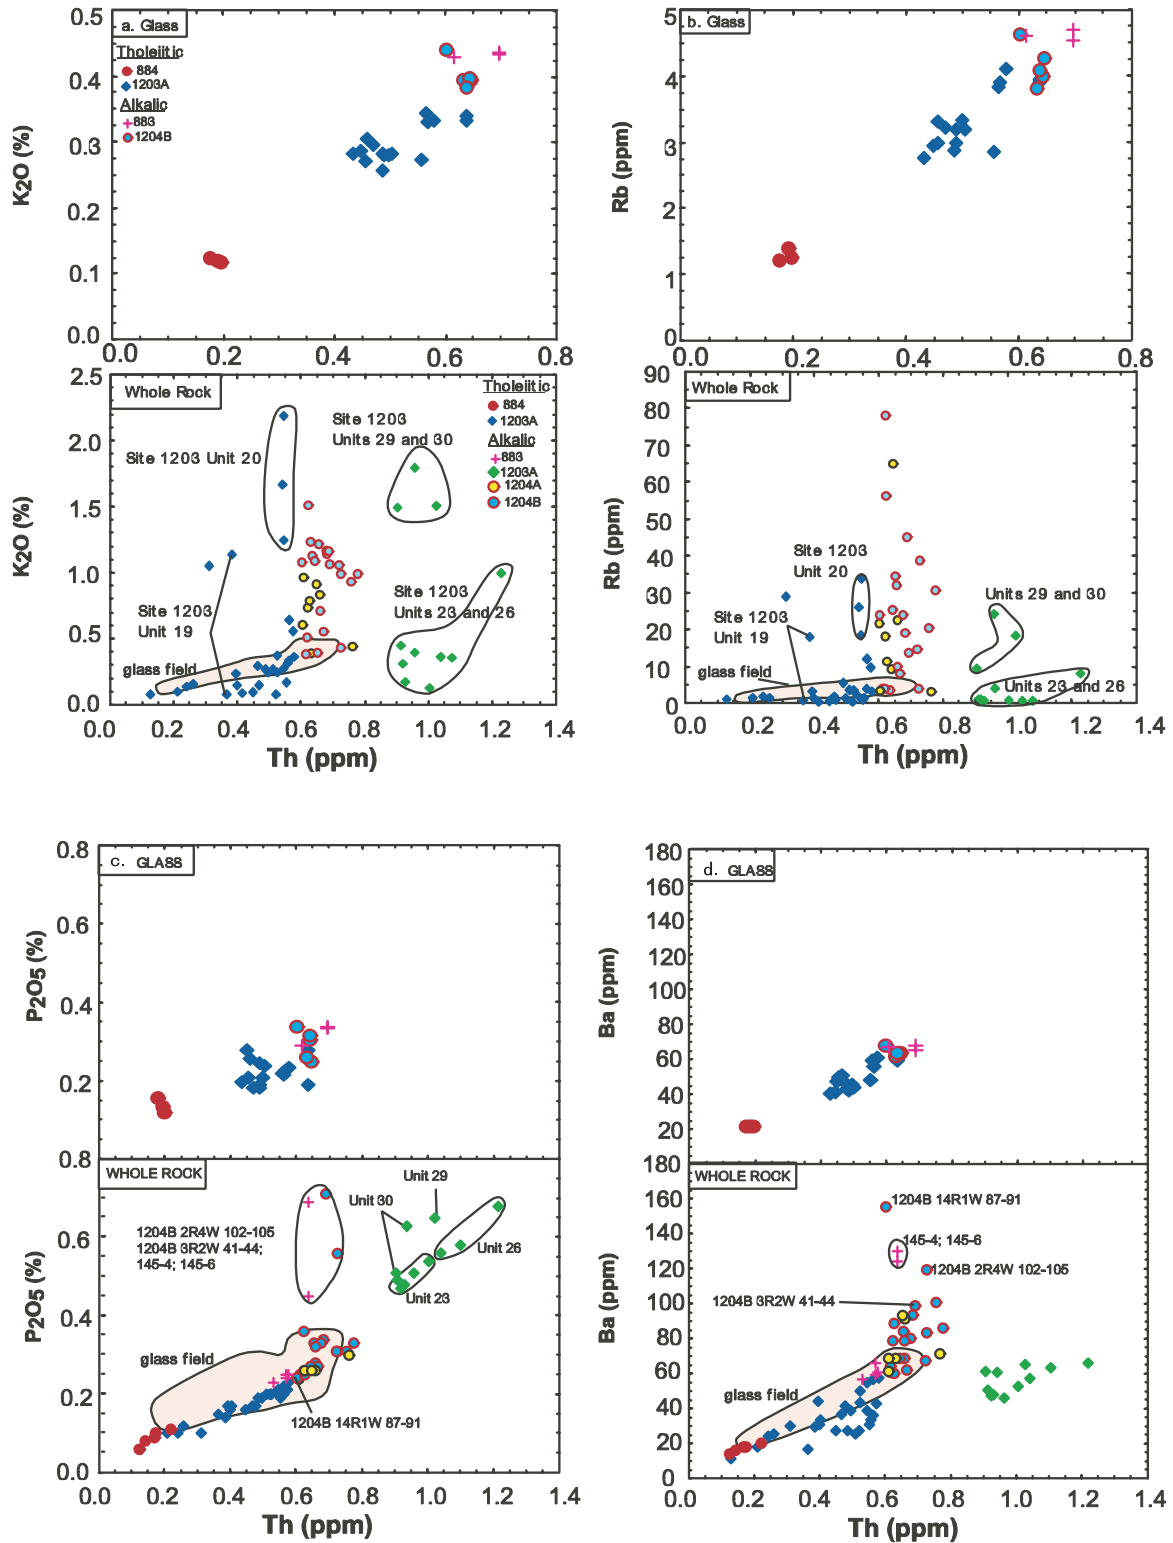 a. Glass
Tholeiitic
884
1203A
Alkalic
883
1204B
K2O (%)
0.5
0.4
0.3
0.2
0.1
0.0
0.0 0.2 0.4 0.6 0.8
b. Glass
Rb (ppm)
5
4
3
2
1
0
0.0 0.2 0.4 0.6 0.8
Whole Rock
Tholeiitic
884
1203A
Alkalic
883
1203A
1204A
1204B
Site 1203
Units 29 and 30
Site 1203 Unit 20
Site 1203
Unit 19
Site 1203
Units 23 and 26
glass field
K2O (%)
2.5
2.0
1.5
1.0
0.5
0.0
0.0 0.2 0.4 0.6 0.8 1.0 1.2 1.4
Th (ppm)
Whole Rock
Site 1203
Unit 20
Site 1203
Unit 19
Units 29 and 30
glass field
Units 23 and 26
Rb (ppm)
90
80
70
60
50
40
30
20
10
0
0.0 0.2 0.4 0.6 0.8 1.0 1.2 1.4
Th (ppm)
c. GLASS
P2O5 (%)
0.8
0.6
0.4
0.2
0.8
WHOLE ROCK
Unit 29
Unit 30
1204B 2R4W 102-105
1204B 3R2W 41-44;
145-4; 145-6
Unit 26
Unit 23
glass field
1204B 14R1W 87-91
P2O5 (%)
0.6
0.4
0.2
0.0
0.0 0.2 0.4 0.6 0.8 1.0 1.2 1.4
Th (ppm)
d. GLASS
Ba (ppm)
180
160
140
120
100
80
60
40
20
180
WHOLE ROCK
1204B 14R1W 87-91
145-4; 145-6
1204B 2R4W 102-105
1204B 3R2W 41-44
glass field
Ba (ppm)
160
140
120
100
80
60
40
20
0
0.0 0.2 0.4 0.6 0.8 1.0 1.2 1.4
Th (ppm)